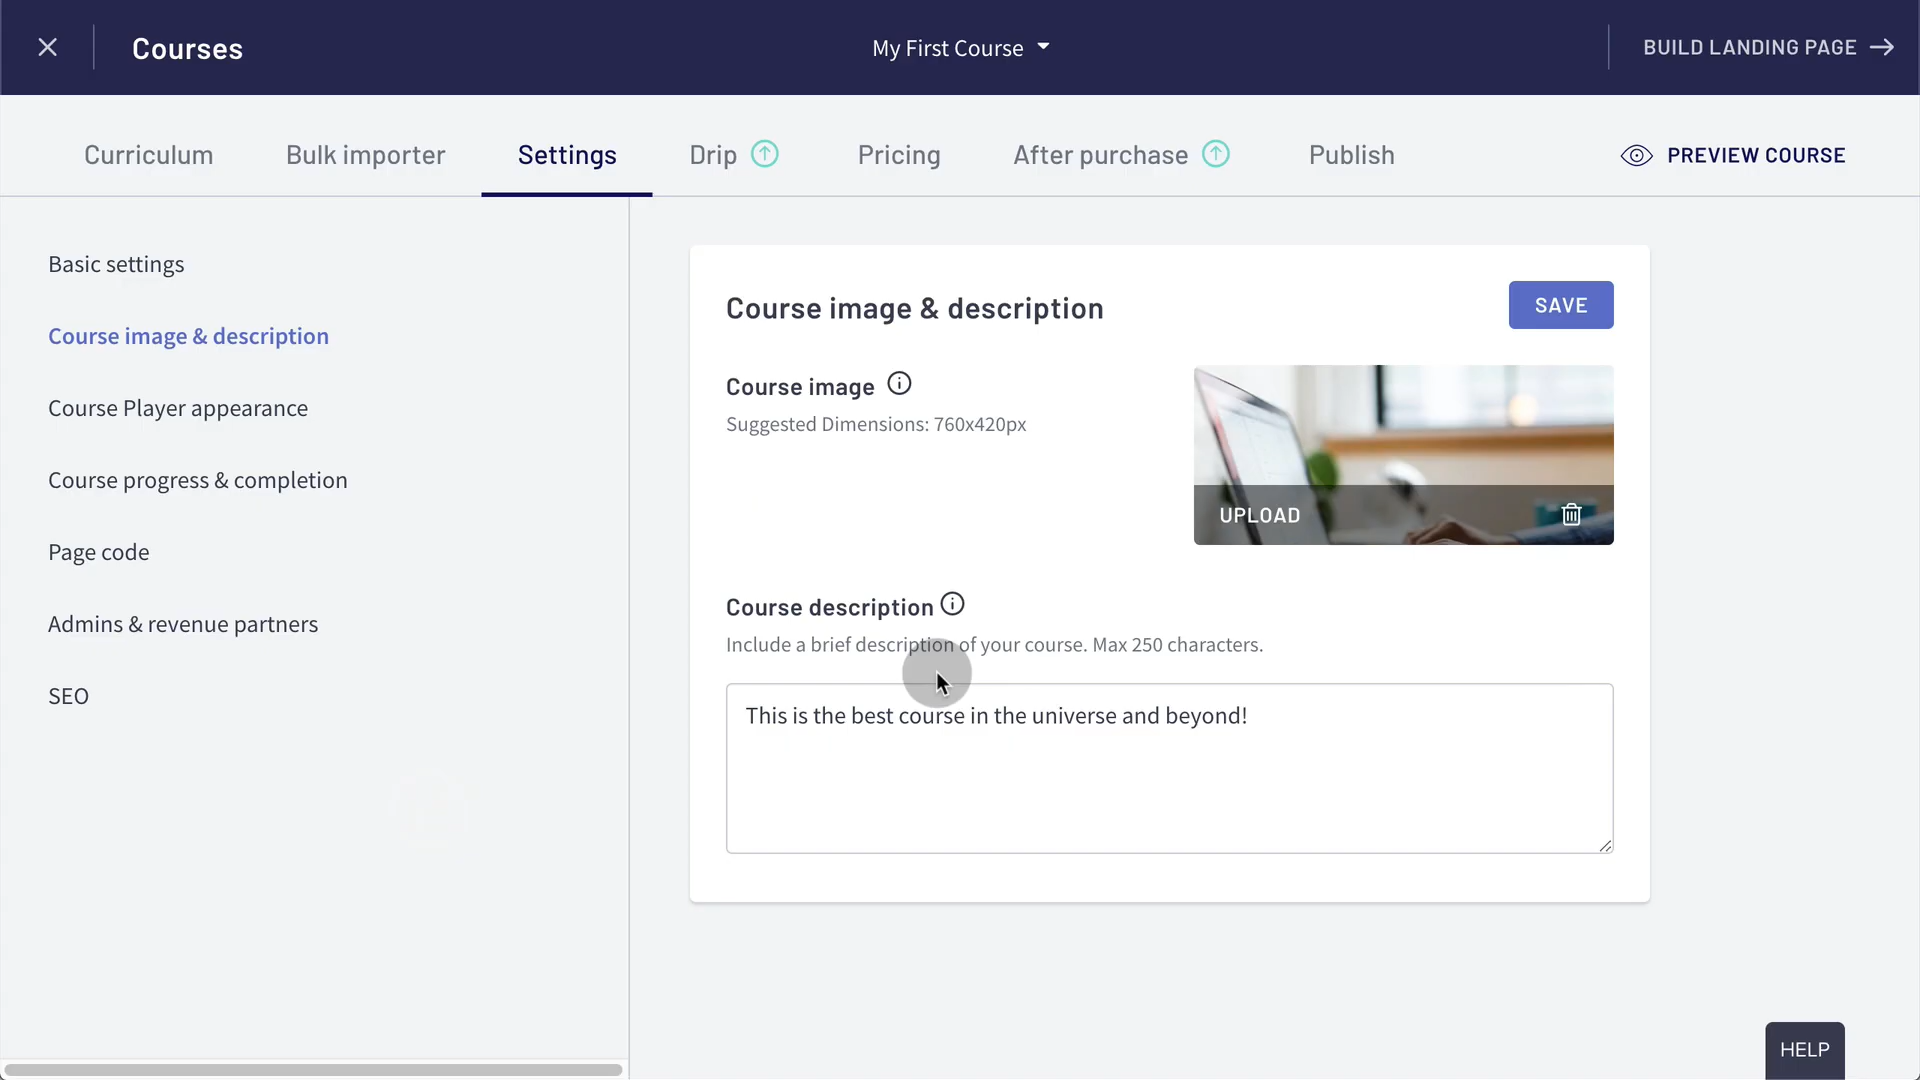 Courses
My First Course
BUILD LANDING PAGE
Curriculum
Bulk importer
Settings
Drip
Pricing
After purchase
Publish
PREVIEW COURSE
Basic settings
Course image & description
Course Player appearance
Course progress & completion
Page code
Admins & revenue partners
SEO
Course image & description
SAVE
Course image
Suggested Dimensions: 760x420px
UPLOAD
Course description
Include a brief description of your course. Max 250 characters.
This is the best course in the universe and beyond!
HELP